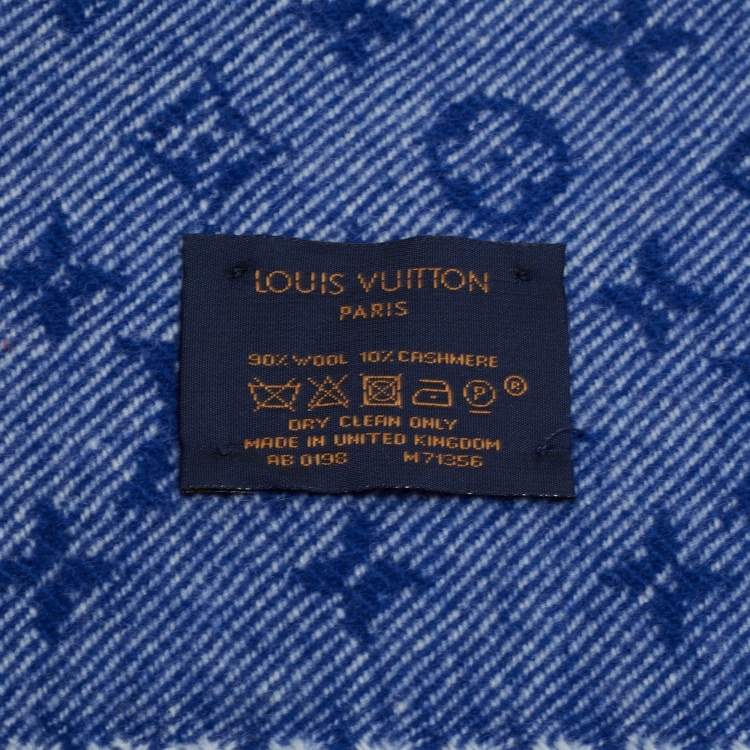 LOUIS VUITTON
PARIS
90% WOOL 10% CASHMERE
P ®
DRY CLEAN ONLY
MADE IN UNITED KINGDOM
AB 0198 M71356